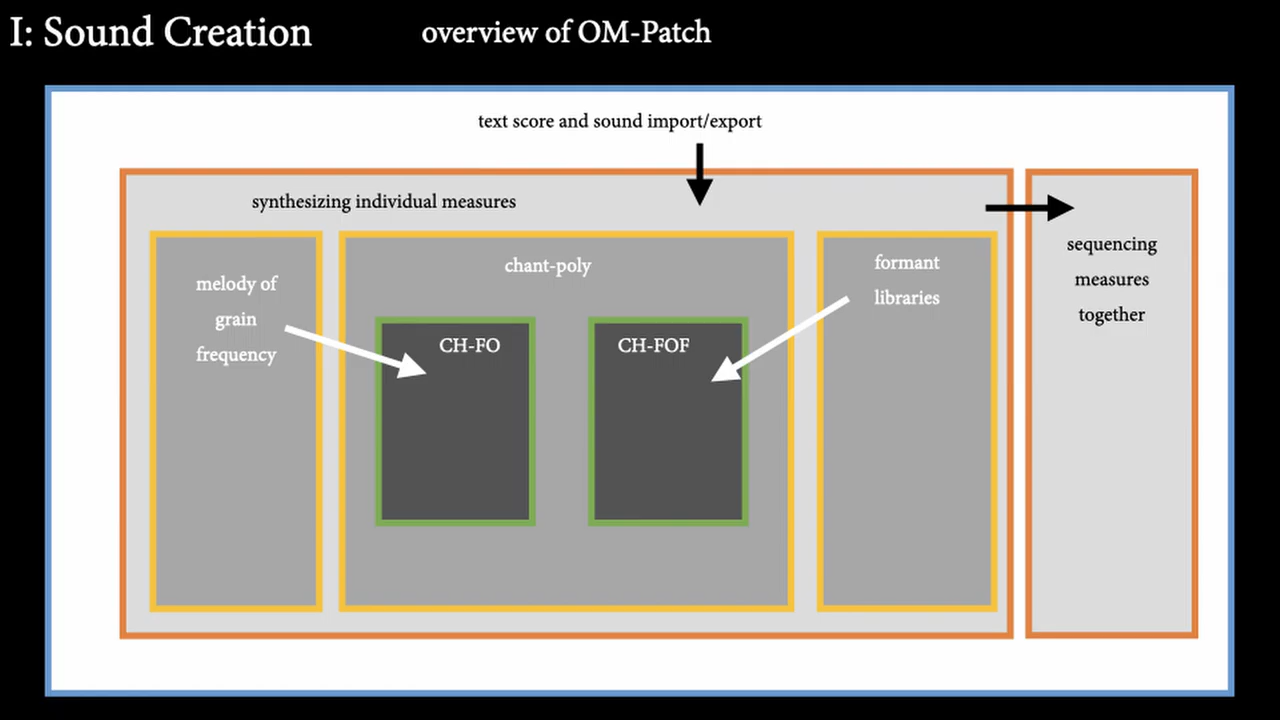 I: Sound Creation
overview of OM-Patch
text score and sound import/export
synthesizing individual measures
melody of
grain
frequency
chant-poly
CH-FO
CH-FOF
formant
libraries
sequencing
measures
together